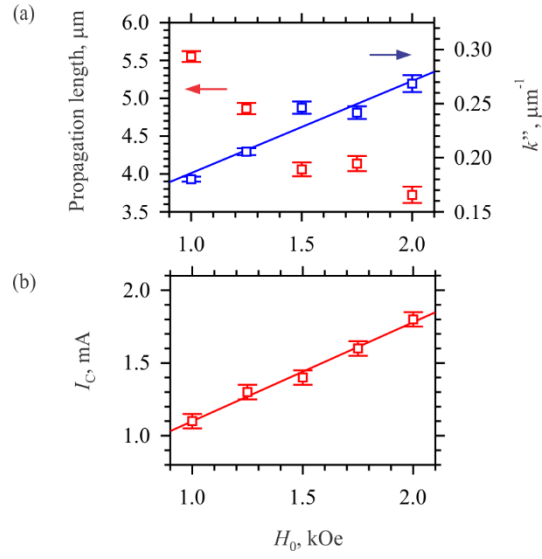 (a)
Propagation length, μm
6.0
5.5
5.0
4.5
4.0
3.5
0.30
0.25
0.20
0.15
k”, μm⁻¹
1.0 1.5 2.0
(b)
I_C, mA
2.0
1.5
1.0
1.0 1.5 2.0
H₀, kOe